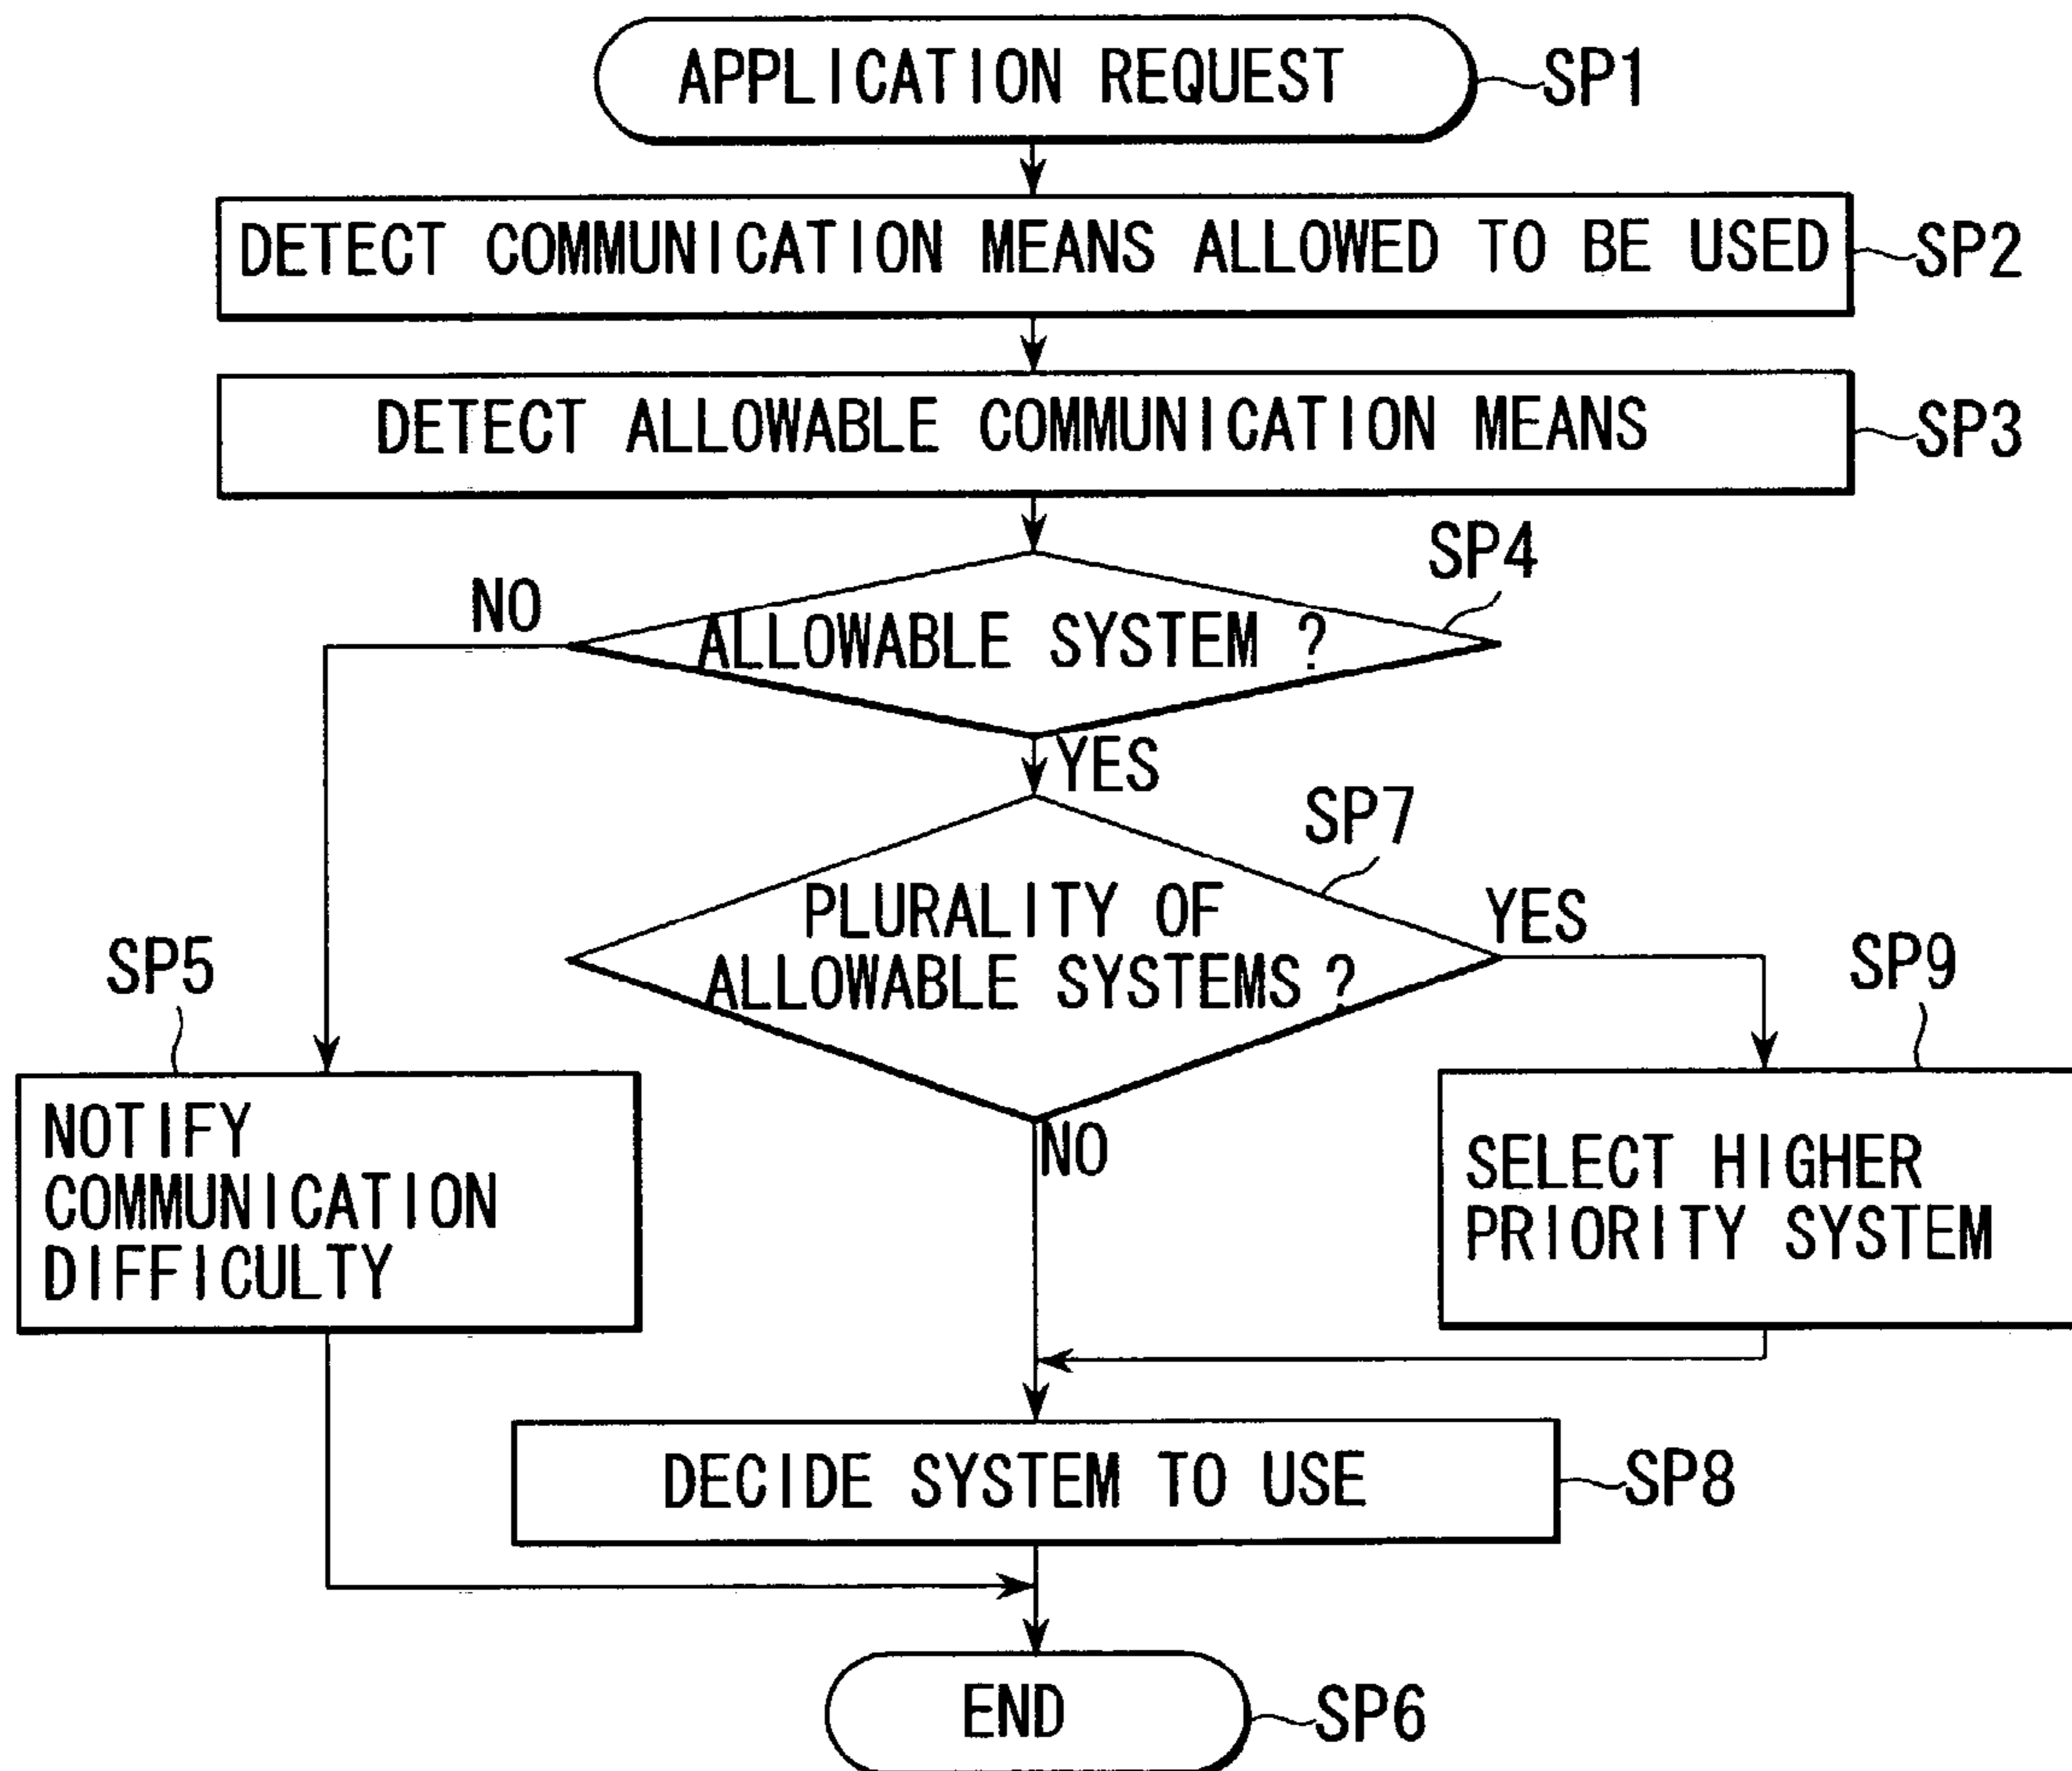 APPLICATION REQUEST
SP1
DETECT COMMUNICATION MEANS ALLOWED TO BE USED
SP2
DETECT ALLOWABLE COMMUNICATION MEANS
SP3
SP4
NO
ALLOWABLE SYSTEM ?
YES
SP7
PLURALITY OF
ALLOWABLE SYSTEMS ?
YES
SP5
SP9
NOTIFY
COMMUNICATION
DIFFICULTY
NO
SELECT HIGHER
PRIORITY SYSTEM
DECIDE SYSTEM TO USE
SP8
END
SP6